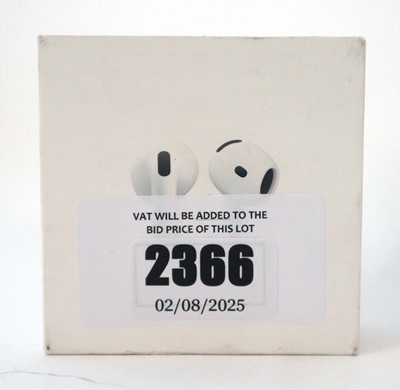 VAT WILL BE ADDED TO THE
BID PRICE OF THIS LOT
2366
02/08/2025